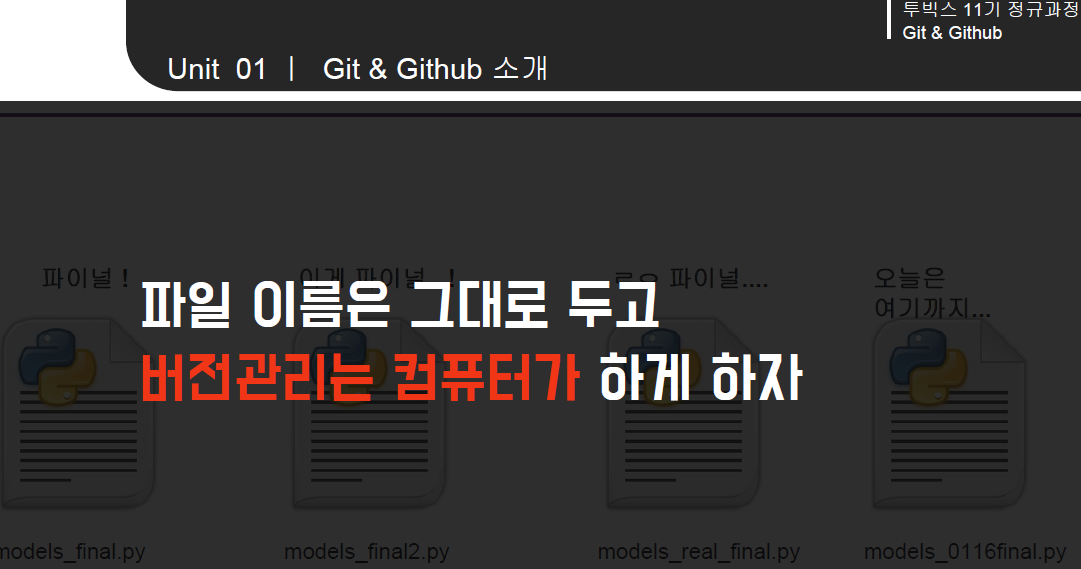 투빅스 11기 정규과정
Git & Github
Unit 01 | Git & Github 소개
파이널 !
이게 파이널 !
ㄹㅇ 파이널....
오늘은
여기까지...
파일 이름은 그대로 두고
버전관리는 컴퓨터가 하게 하자
models_final.py
models_final2.py
models_real_final.py
models_0116final.py